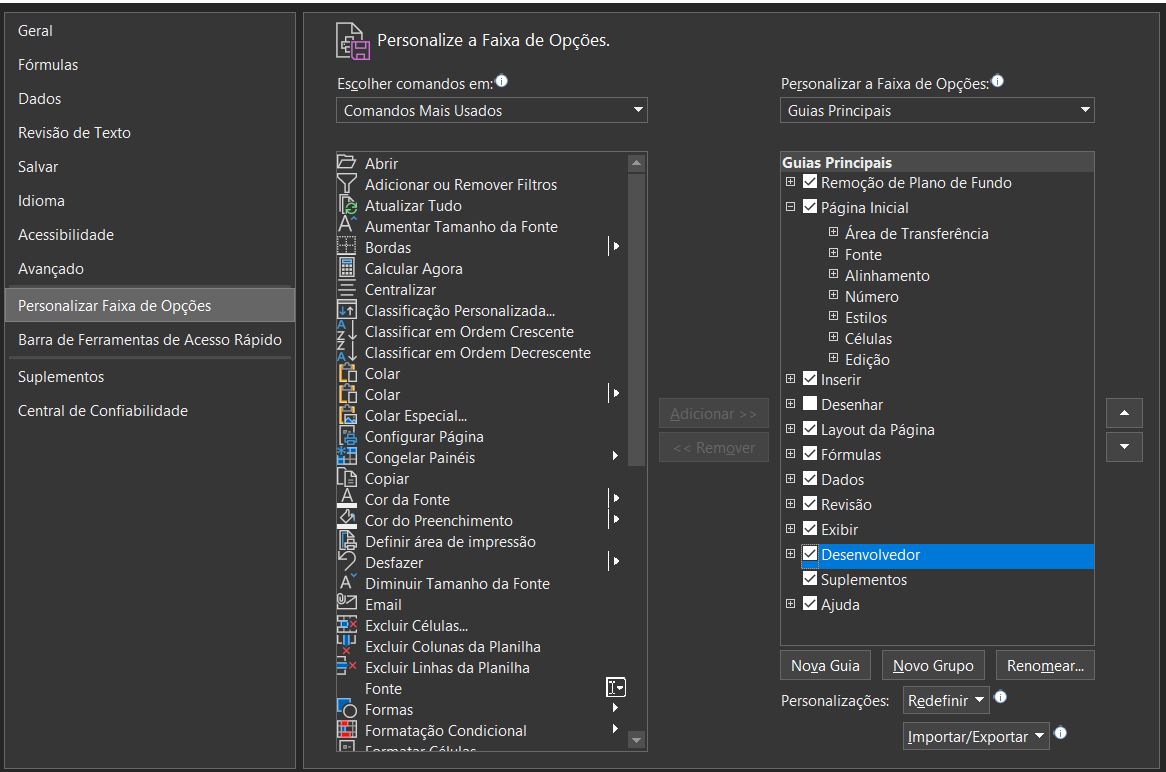 Geral
Fórmulas
Dados
Revisão de Texto
Salvar
Idioma
Acessibilidade
Avançado
Personalizar Faixa de Opções
Barra de Ferramentas de Acesso Rápido
Suplementos
Central de Confiabilidade
Personalize a Faixa de Opções.
Escolher comandos em:
Comandos Mais Usados
Abrir
Adicionar ou Remover Filtros
Atualizar Tudo
Aumentar Tamanho da Fonte
Bordas
Calcular Agora
Centralizar
Classificação Personalizada...
Classificar em Ordem Crescente
Classificar em Ordem Decrescente
Colar
Colar
Colar Especial...
Configurar Página
Congelar Painéis
Copiar
Cor da Fonte
Cor do Preenchimento
Definir área de impressão
Desfazer
Diminuir Tamanho da Fonte
Email
Excluir Células...
Excluir Colunas da Planilha
Excluir Linhas da Planilha
Fonte
Formas
Formatação Condicional
Formatar Células...
Adicionar >>
<< Remover
Personalizar a Faixa de Opções:
Guias Principais
Guias Principais
Remoção de Plano de Fundo
Página Inicial
Área de Transferência
Fonte
Alinhamento
Número
Estilos
Células
Edição
Inserir
Desenhar
Layout da Página
Fórmulas
Dados
Revisão
Exibir
Desenvolvedor
Suplementos
Ajuda
Nova Guia
Novo Grupo
Renomear...
Personalizações:
Redefinir
Importar/Exportar